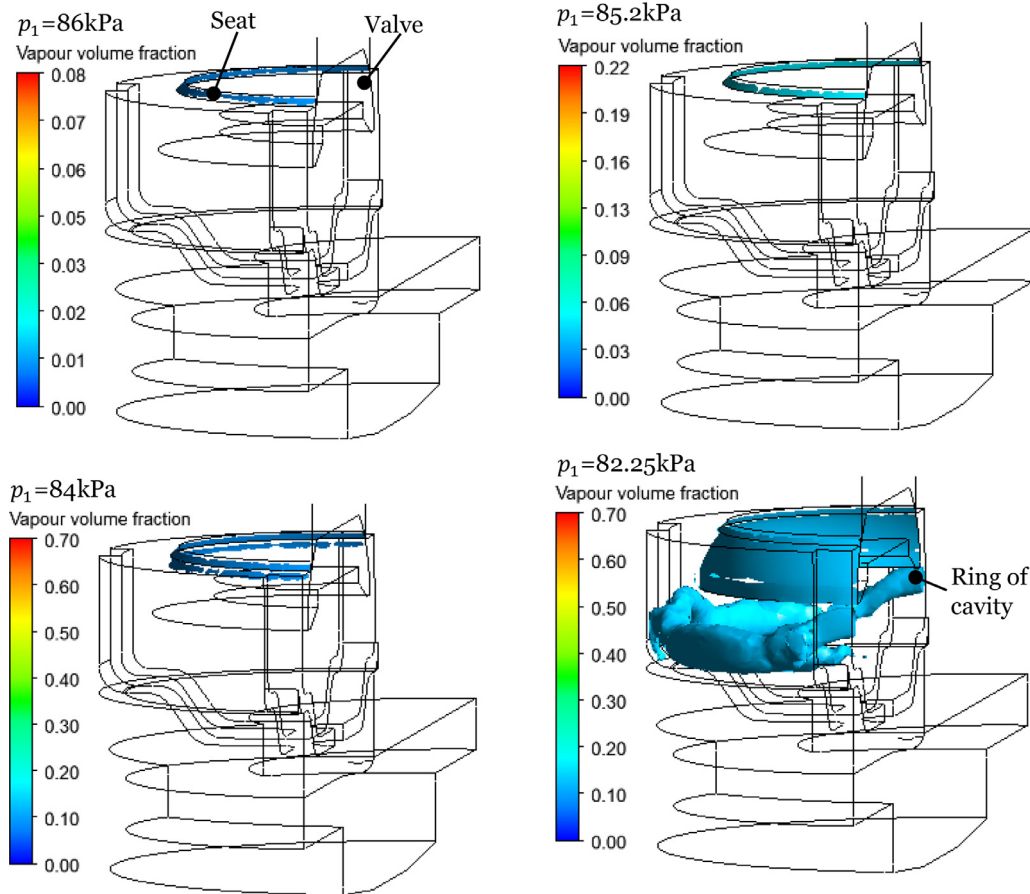 p₁=86kPa
Seat
Valve
Vapour volume fraction
0.08
0.07
0.06
0.05
0.04
0.03
0.02
0.01
0.00
p₁=85.2kPa
Vapour volume fraction
0.22
0.19
0.16
0.13
0.09
0.06
0.03
0.00
p₁=84kPa
Vapour volume fraction
0.70
0.60
0.50
0.40
0.30
0.20
0.10
0.00
p₁=82.25kPa
Vapour volume fraction
0.70
0.60
0.50
0.40
0.30
0.20
0.10
0.00
Ring of
cavity